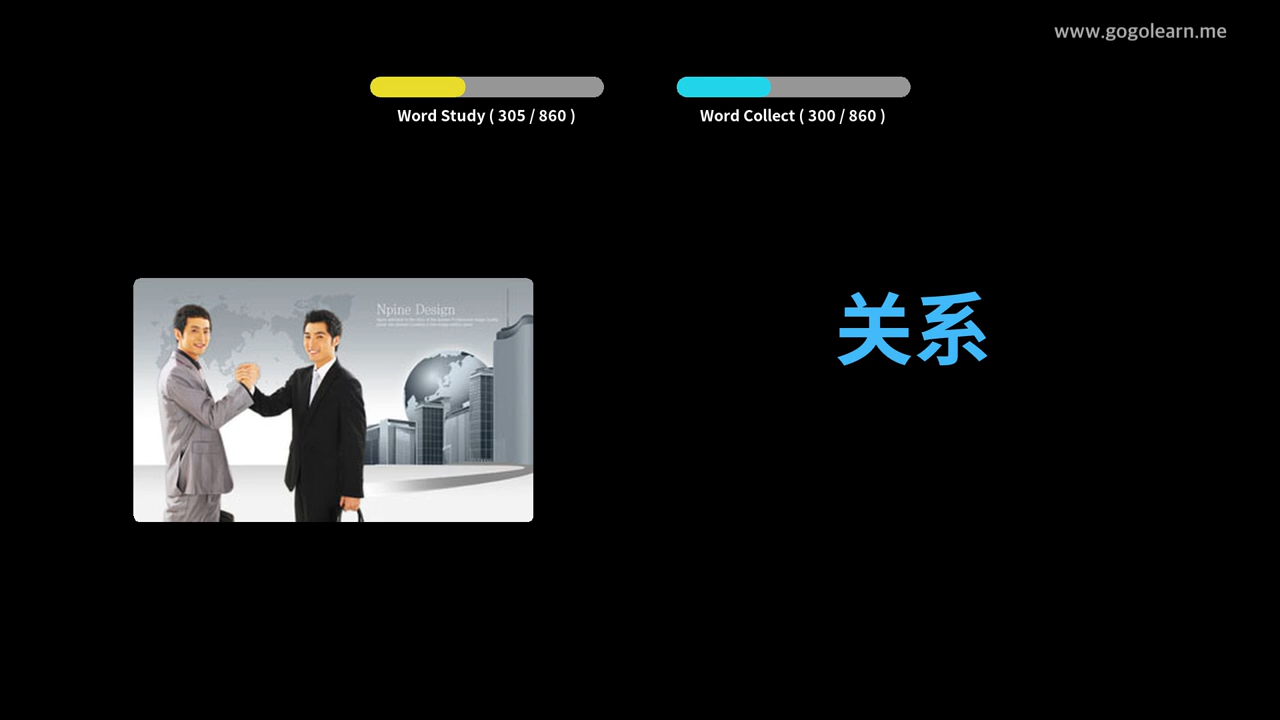 www.gogolearn.me
Word Study ( 305 / 860 )
Word Collect ( 300 / 860 )
Npine Design
关系